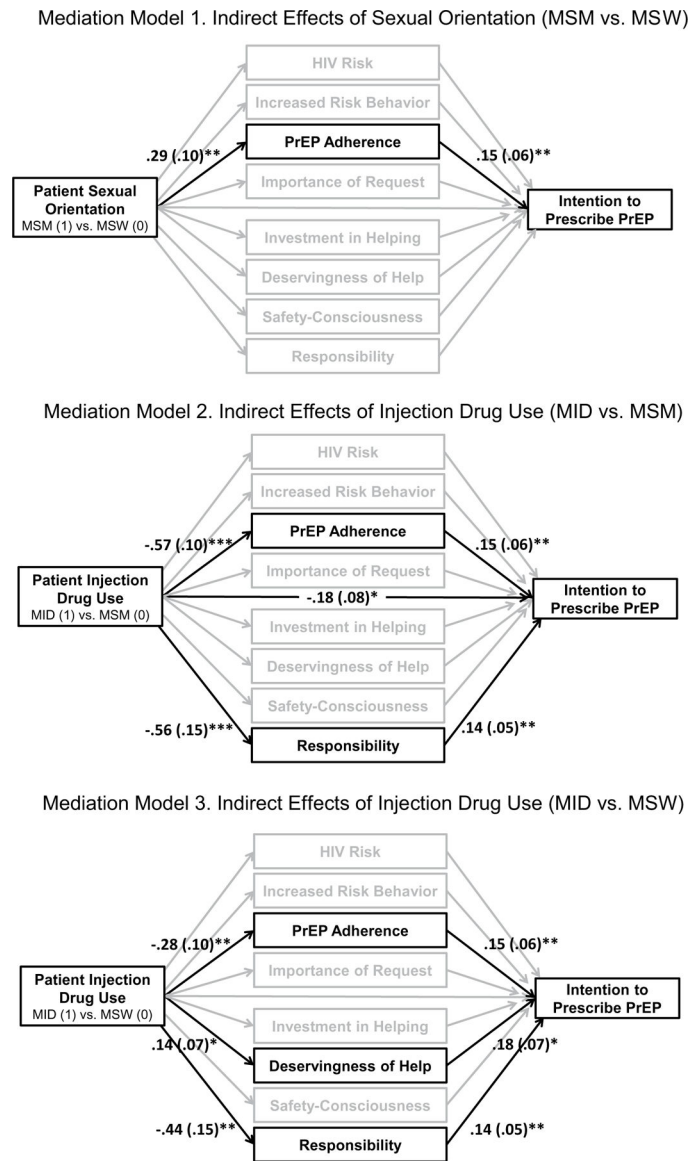 Mediation Model 1. Indirect Effects of Sexual Orientation (MSM vs. MSW)
HIV Risk
Increased Risk Behavior
PrEP Adherence
.29 (.10)**
.15 (.06)**
Importance of Request
Patient Sexual
Orientation
MSM (1) vs. MSW (0)
Intention to
Prescribe PrEP
Investment in Helping
Deservingness of Help
Safety-Consciousness
Responsibility
Mediation Model 2. Indirect Effects of Injection Drug Use (MID vs. MSM)
HIV Risk
Increased Risk Behavior
PrEP Adherence
-.57 (.10)***
.15 (.06)**
Importance of Request
Patient Injection
Drug Use
MID (1) vs. MSM (0)
-.18 (.08)*
Intention to
Prescribe PrEP
Investment in Helping
Deservingness of Help
Safety-Consciousness
-.56 (.15)***
.14 (.05)**
Responsibility
Mediation Model 3. Indirect Effects of Injection Drug Use (MID vs. MSW)
HIV Risk
Increased Risk Behavior
PrEP Adherence
-.28 (.10)**
.15 (.06)**
Importance of Request
Patient Injection
Drug Use
MID (1) vs. MSW (0)
Intention to
Prescribe PrEP
Investment in Helping
.14 (.07)*
.18 (.07)*
Deservingness of Help
Safety-Consciousness
-.44 (.15)**
.14 (.05)**
Responsibility